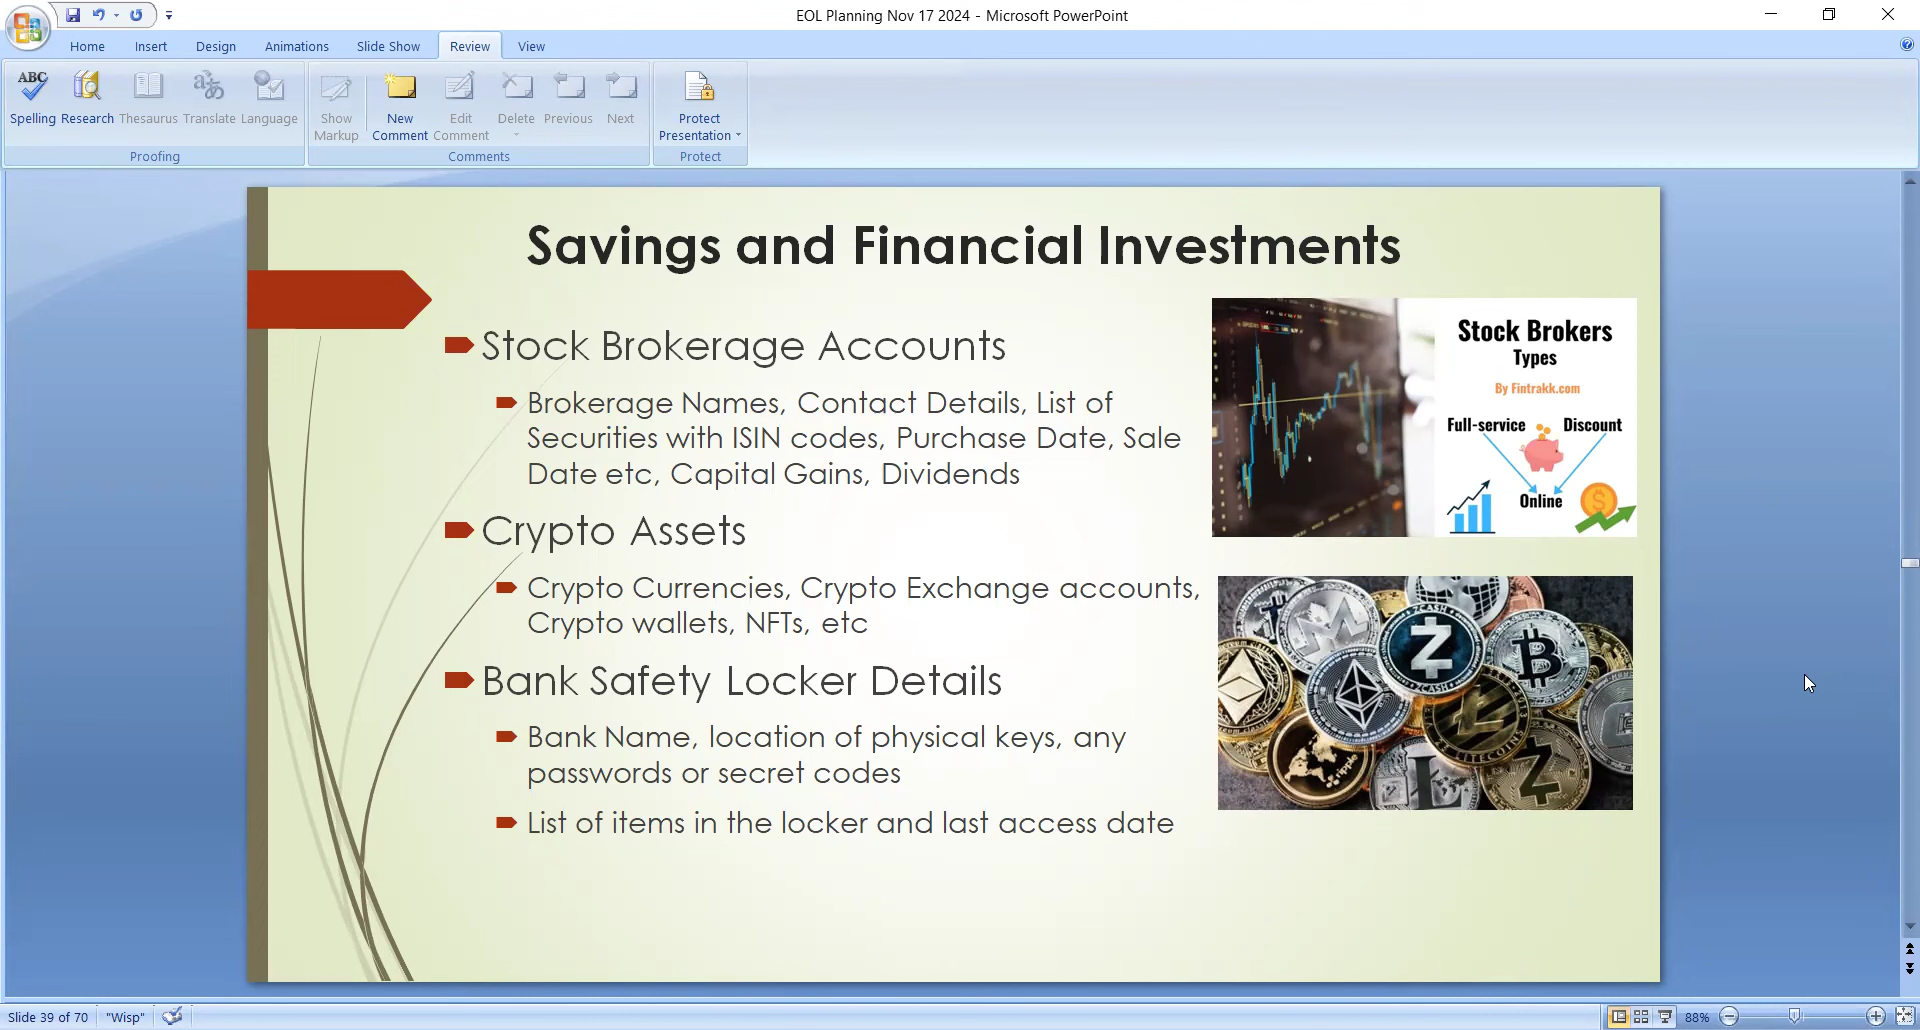 EOL Planning Nov 17 2024 - Microsoft PowerPoint
Home Insert Design Animations Slide Show Review View
ABC
Spelling Research Thesaurus Translate Language
Show Markup
New Comment
Edit Comment
Delete Previous Next
Protect Presentation
Proofing Comments Protect
Savings and Financial Investments
Stock Brokerage Accounts
Brokerage Names, Contact Details, List of
Securities with ISIN codes, Purchase Date, Sale
Date etc, Capital Gains, Dividends
Crypto Assets
Crypto Currencies, Crypto Exchange accounts,
Crypto wallets, NFTs, etc
Bank Safety Locker Details
Bank Name, location of physical keys, any
passwords or secret codes
List of items in the locker and last access date
Stock Brokers
Types
By Fintrakk.com
Full-service Discount
Online
ZCASH
ZCASH
LITECOIN
ripple
Slide 39 of 70 "Wisp" 88%